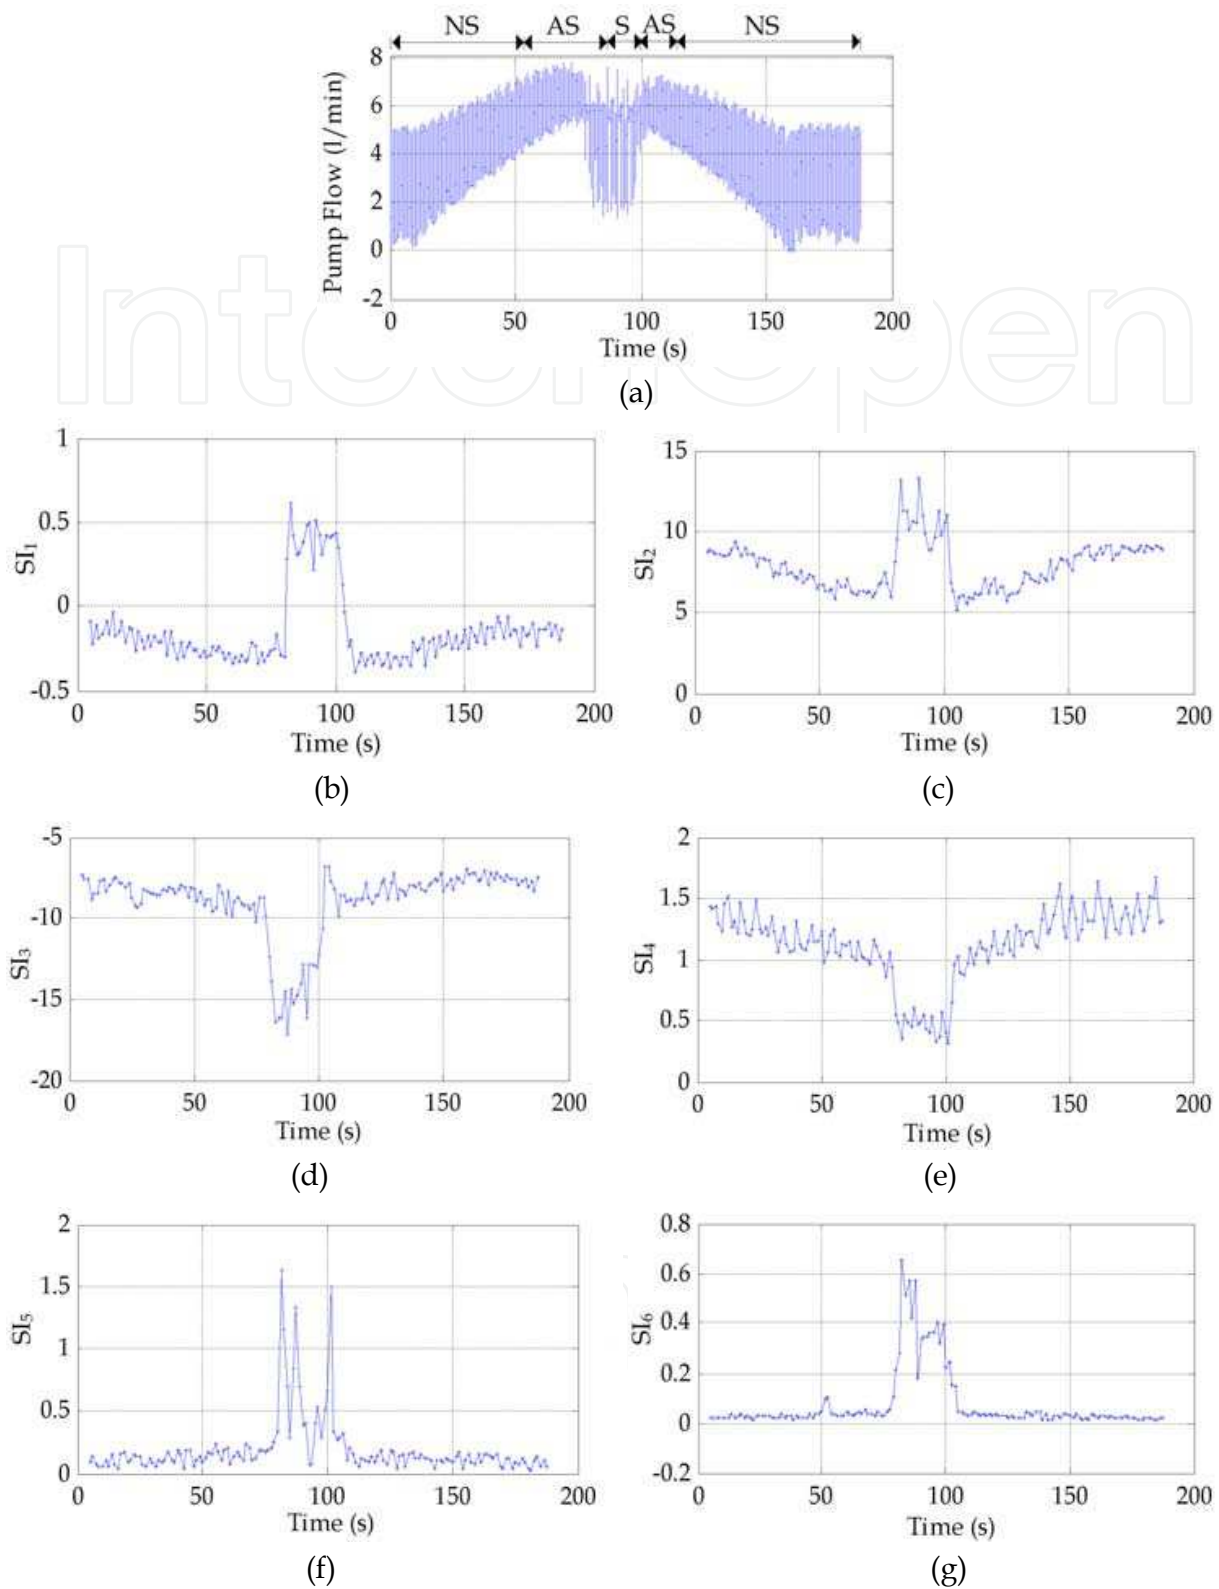 NS AS S AS NS
8
6
4
2
0
-2
Pump Flow (l/min)
0 50 100 150 200
Time (s)
(a)
IntechOpen
1
0.5
0
-0.5
SI1
0 50 100 150 200
Time (s)
(b)
15
10
5
0
SI2
0 50 100 150 200
Time (s)
(c)
-5
-10
-15
-20
SI3
0 50 100 150 200
Time (s)
(d)
2
1.5
1
0.5
0
SI4
0 50 100 150 200
Time (s)
(e)
2
1.5
1
0.5
0
SI5
0 50 100 150 200
Time (s)
(f)
0.8
0.6
0.4
0.2
0
-0.2
SI6
0 50 100 150 200
Time (s)
(g)